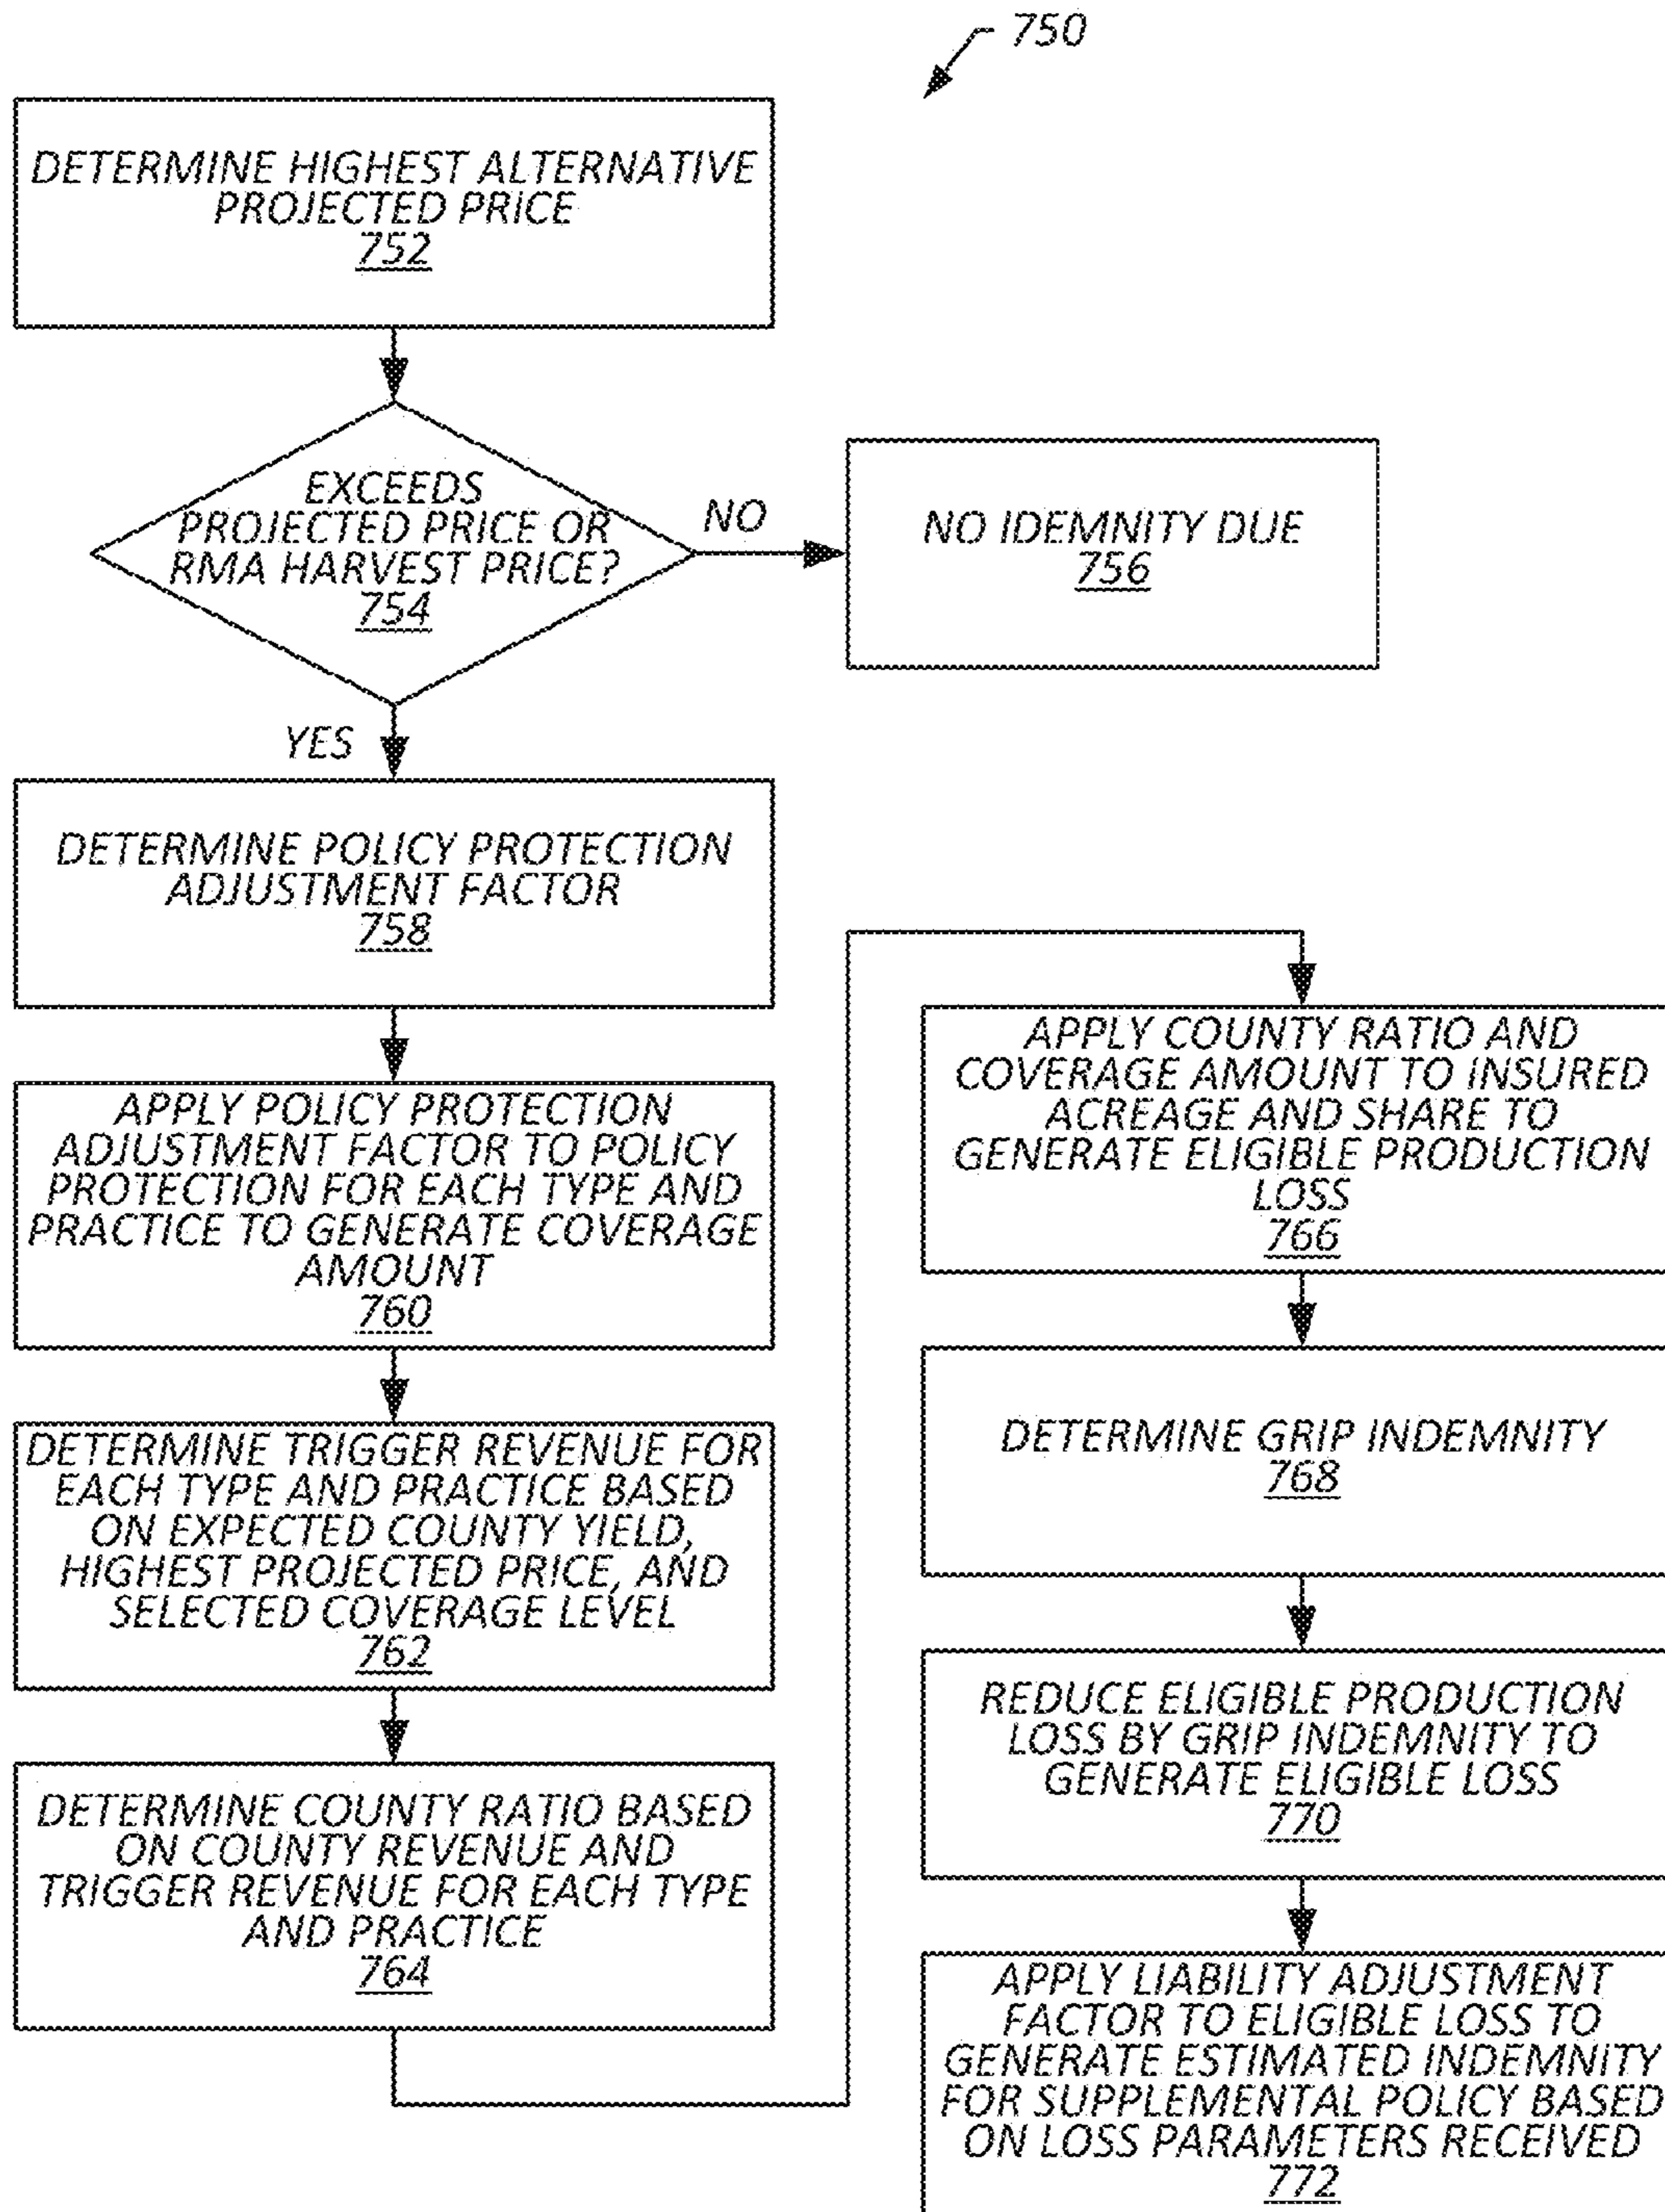 750
DETERMINE HIGHEST ALTERNATIVE
PROJECTED PRICE
752
EXCEEDS
PROJECTED PRICE OR
RMA HARVEST PRICE?
754
NO
NO IDEMNITY DUE
756
YES
DETERMINE POLICY PROTECTION
ADJUSTMENT FACTOR
758
APPLY POLICY PROTECTION
ADJUSTMENT FACTOR TO POLICY
PROTECTION FOR EACH TYPE AND
PRACTICE TO GENERATE COVERAGE
AMOUNT
760
DETERMINE TRIGGER REVENUE FOR
EACH TYPE AND PRACTICE BASED
ON EXPECTED COUNTY YIELD,
HIGHEST PROJECTED PRICE, AND
SELECTED COVERAGE LEVEL
762
DETERMINE COUNTY RATIO BASED
ON COUNTY REVENUE AND
TRIGGER REVENUE FOR EACH TYPE
AND PRACTICE
764
APPLY COUNTY RATIO AND
COVERAGE AMOUNT TO INSURED
ACREAGE AND SHARE TO
GENERATE ELIGIBLE PRODUCTION
LOSS
766
DETERMINE GRIP INDEMNITY
768
REDUCE ELIGIBLE PRODUCTION
LOSS BY GRIP INDEMNITY TO
GENERATE ELIGIBLE LOSS
770
APPLY LIABILITY ADJUSTMENT
FACTOR TO ELIGIBLE LOSS TO
GENERATE ESTIMATED INDEMNITY
FOR SUPPLEMENTAL POLICY BASED
ON LOSS PARAMETERS RECEIVED
772